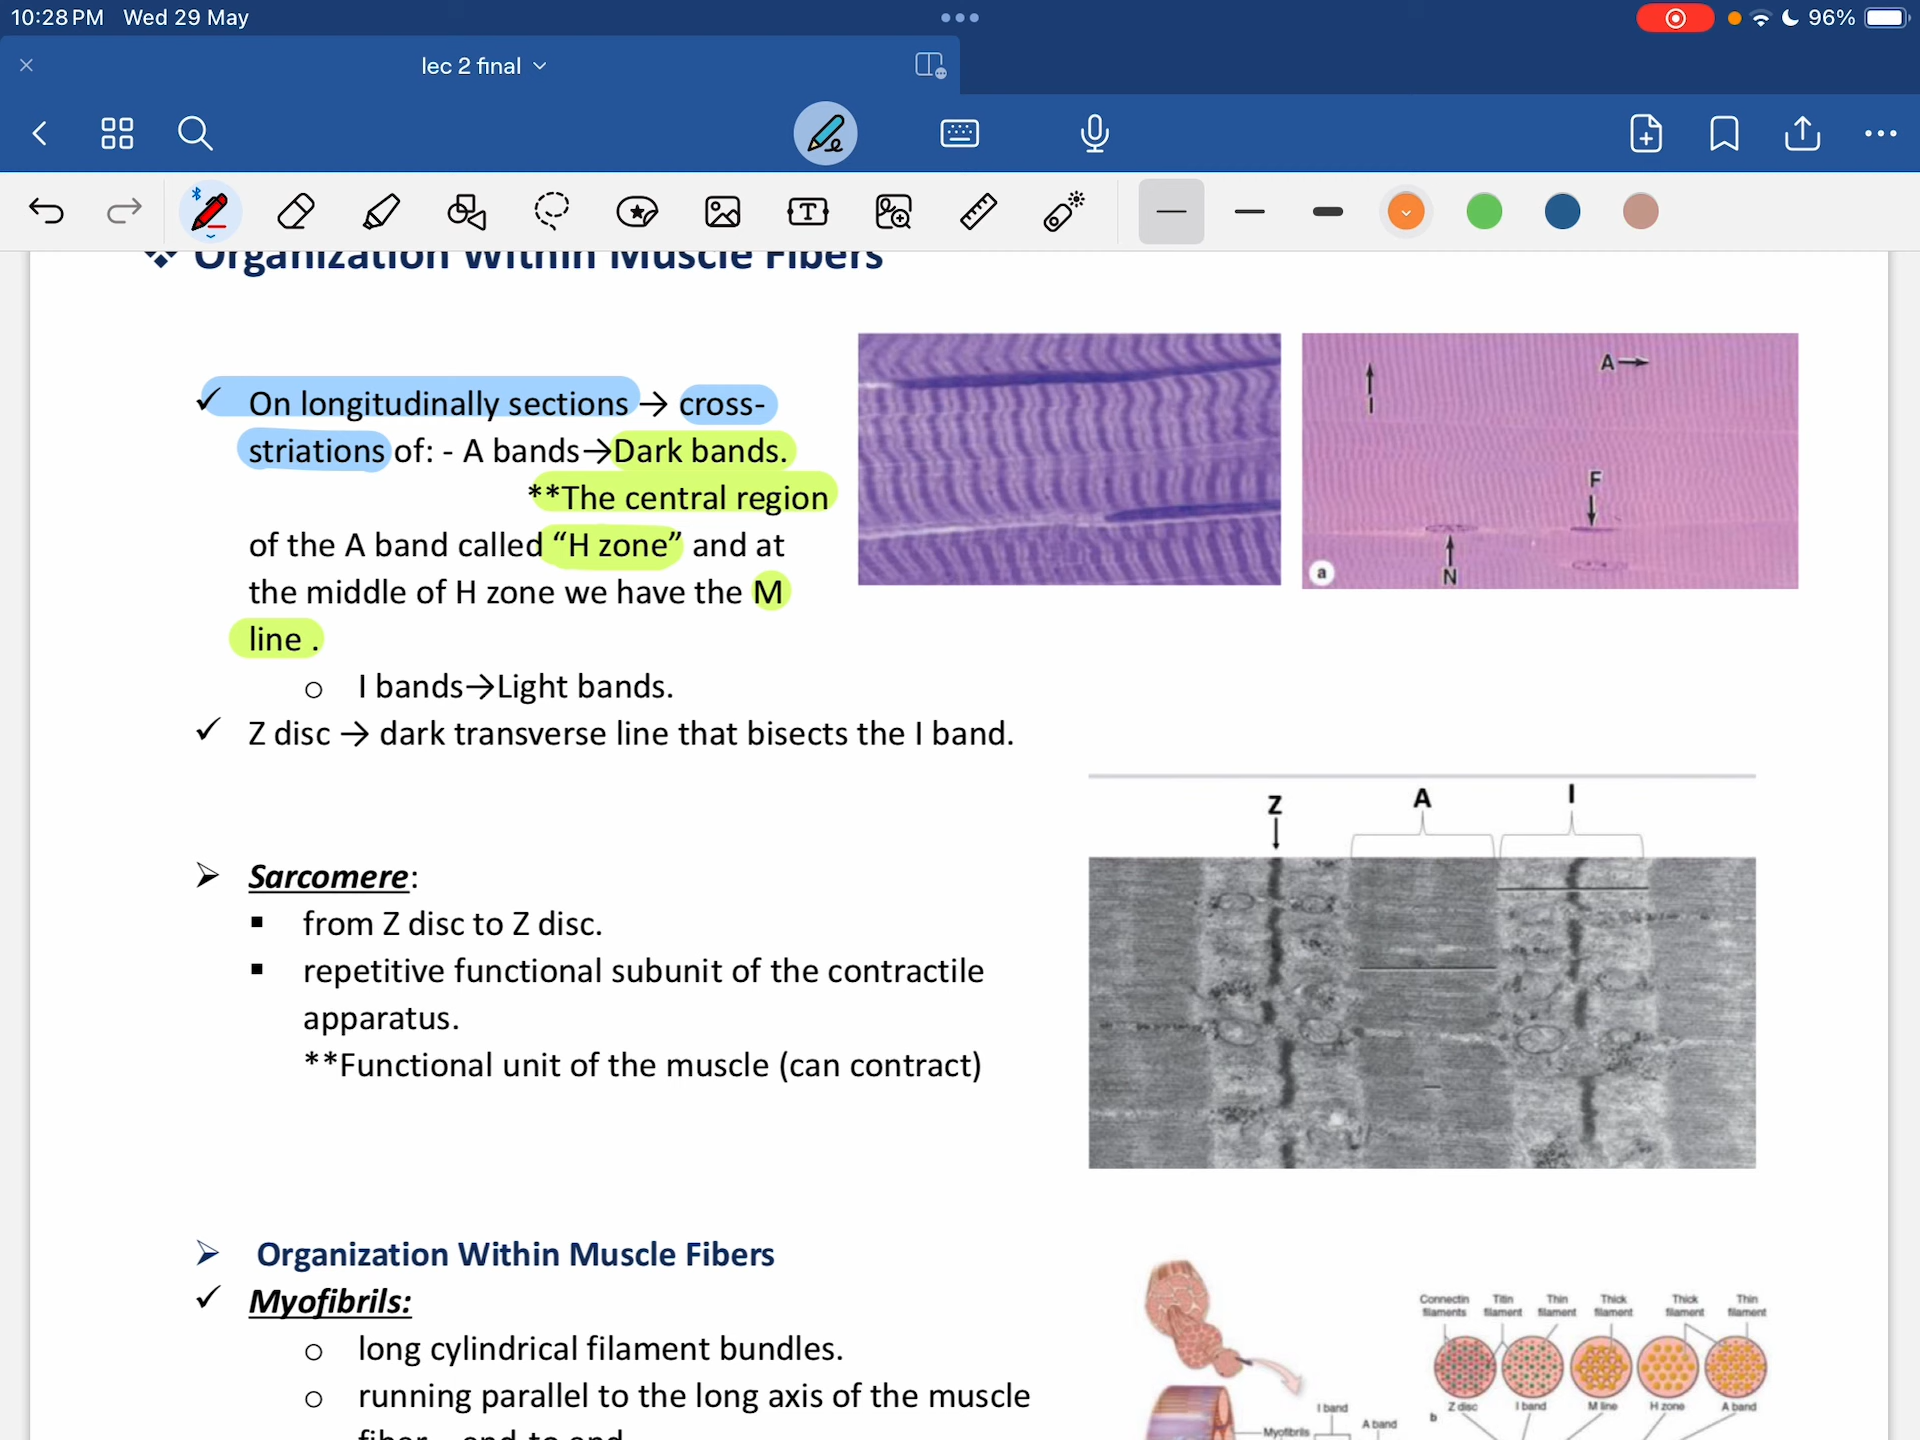 10:28 PM Wed 29 May
96%
lec 2 final
Organization Within Muscle Fibers
✓ On longitudinally sections → cross-
striations of: - A bands→Dark bands.
**The central region
of the A band called “H zone” and at
the middle of H zone we have the M
line .
o I bands→Light bands.
✓ Z disc → dark transverse line that bisects the I band.
I
A
F
N
a
Z A I
➢ Sarcomere:
▪ from Z disc to Z disc.
▪ repetitive functional subunit of the contractile
apparatus.
**Functional unit of the muscle (can contract)
➢ Organization Within Muscle Fibers
✓ Myofibrils:
o long cylindrical filament bundles.
o running parallel to the long axis of the muscle
Connectin filaments
Titin filament
Thin filament
Thick filament
Thick filament
Thin filament
Z disc I band M line H zone A band
b
I band
A band
Myofibrils